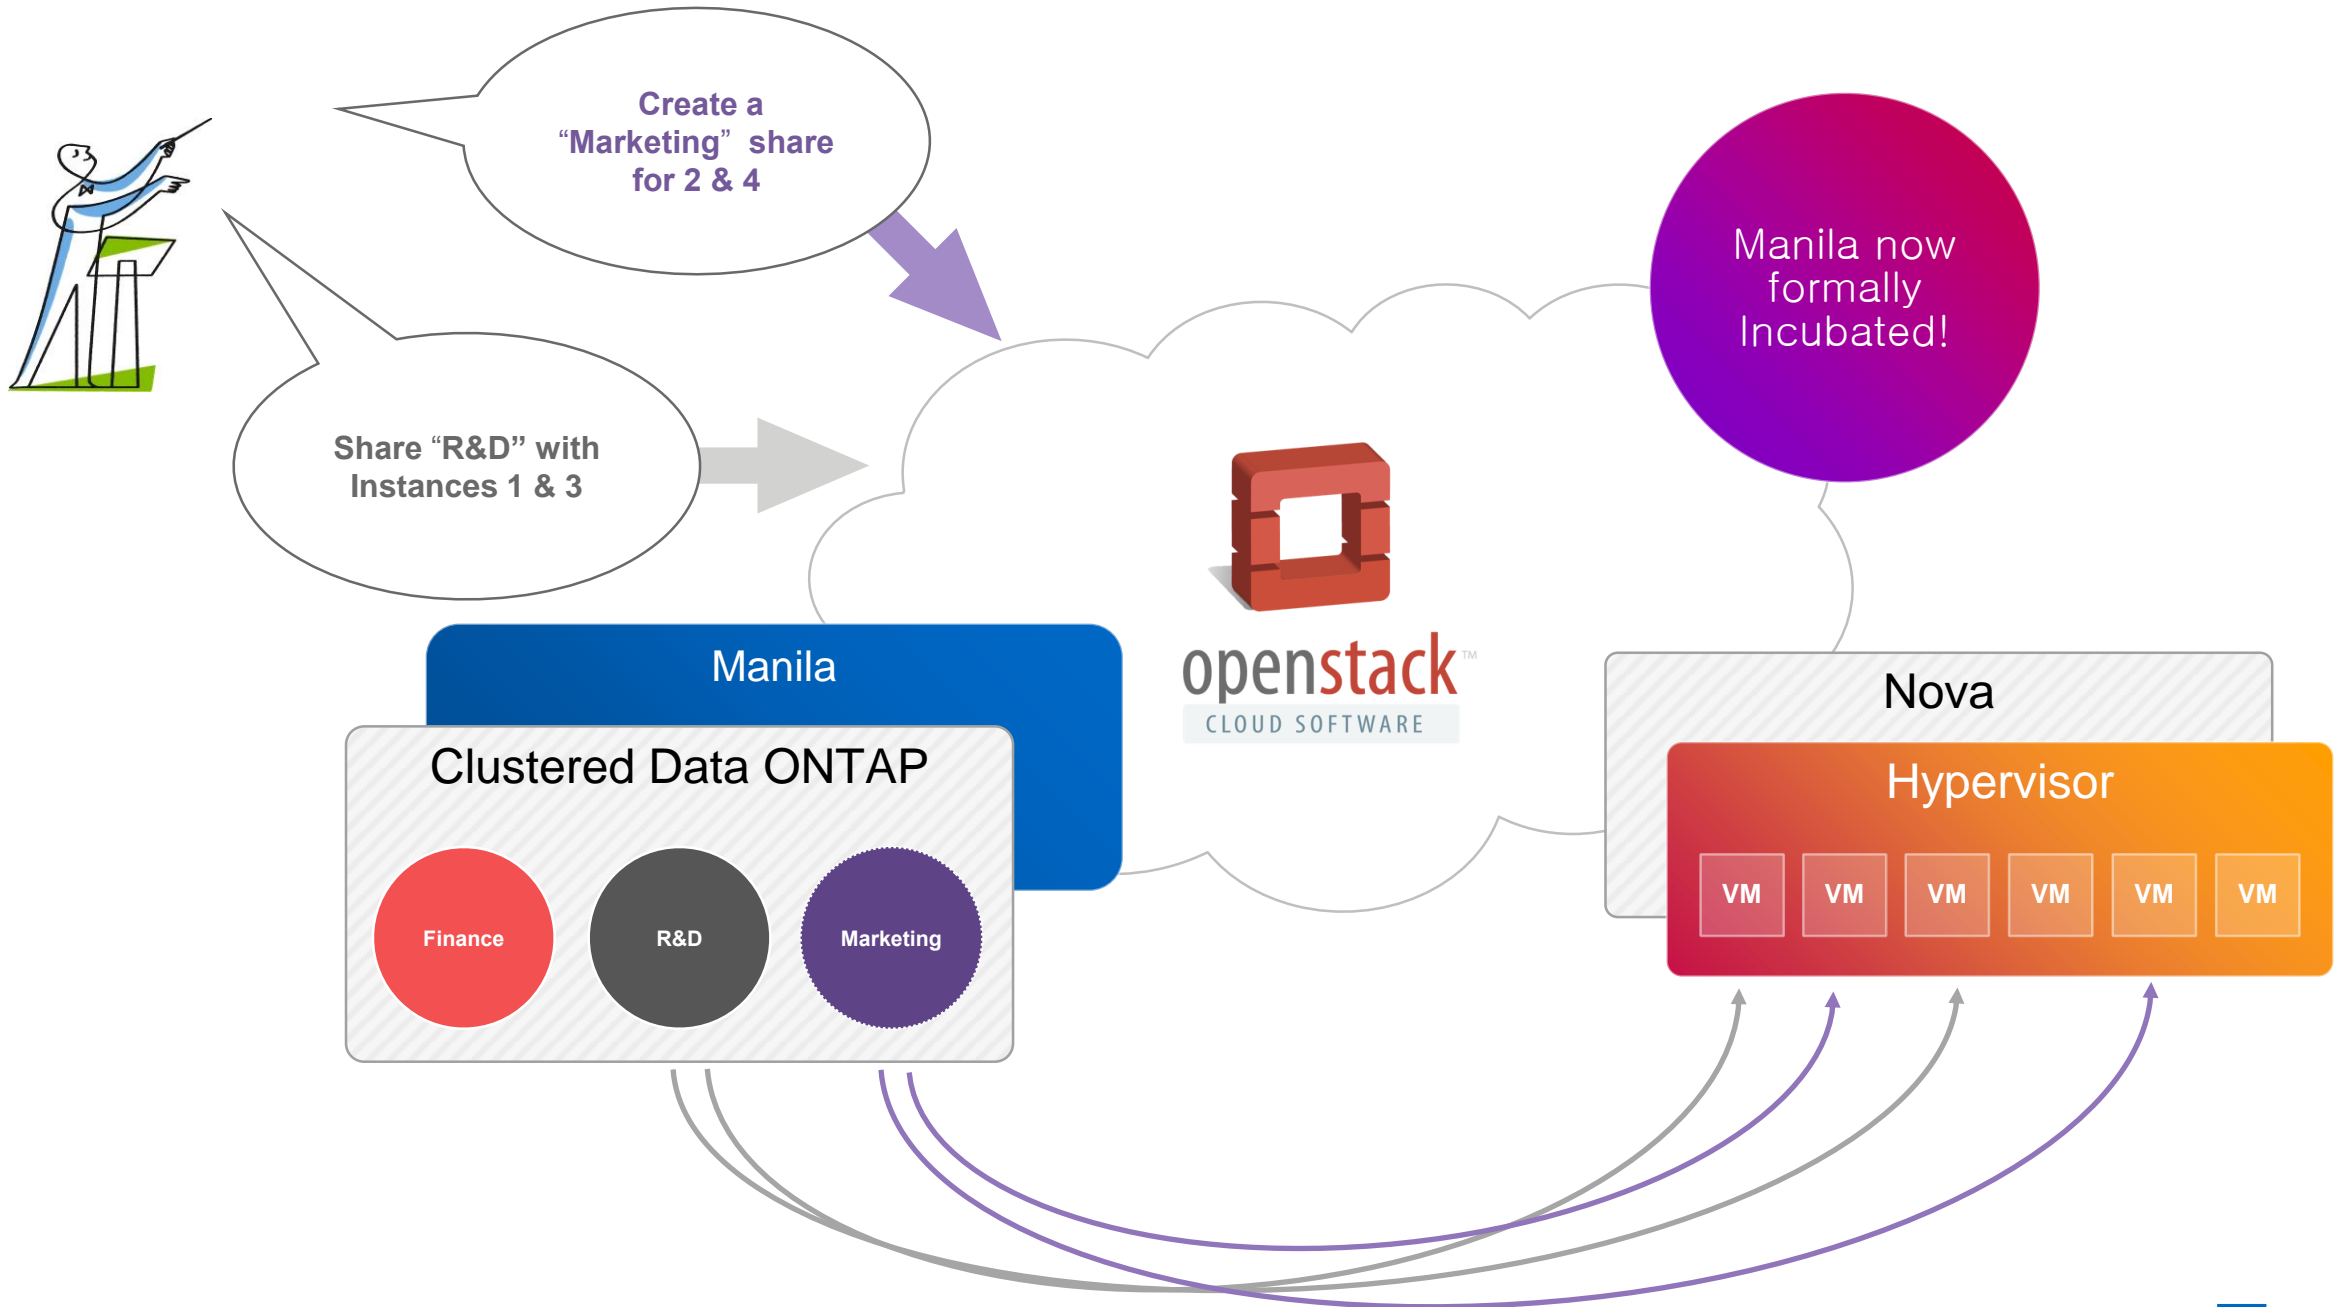 Create a
“Marketing”  share
for 2 & 4
Manila now
formally
Incubated!
Share “R&D” with
Instances 1 & 3
openstack™
CLOUD SOFTWARE
Manila
Clustered Data ONTAP
Finance
R&D
Marketing
Nova
Hypervisor
VM VM VM VM VM VM